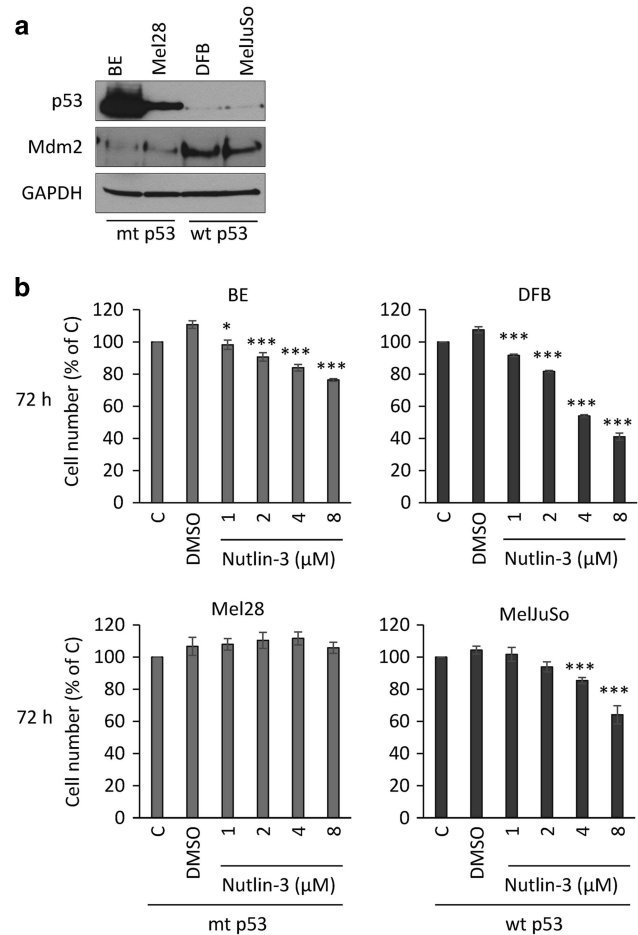 a
BE
Mel28
DFB
MelJuSo
p53
Mdm2
GAPDH
mt p53
wt p53
b
BE
72 h
Cell number (% of C)
120
100
80
60
40
20
0
*
***
***
***
C
DMSO
1
2
4
8
Nutlin-3 (µM)
DFB
120
100
80
60
40
20
0
***
***
***
***
C
DMSO
1
2
4
8
Nutlin-3 (µM)
Mel28
72 h
Cell number (% of C)
120
100
80
60
40
20
0
C
DMSO
1
2
4
8
Nutlin-3 (µM)
mt p53
MelJuSo
120
100
80
60
40
20
0
***
***
C
DMSO
1
2
4
8
Nutlin-3 (µM)
wt p53